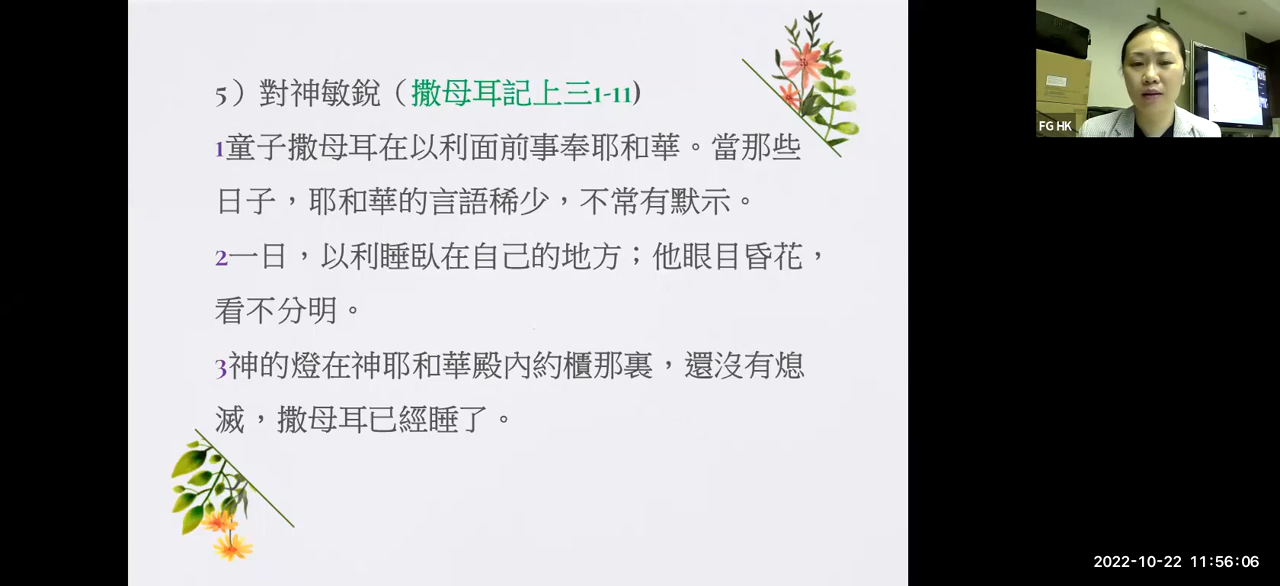 5）對神敏銳（撒母耳記上三1-11)
1童子撒母耳在以利面前事奉耶和華。當那些
日子，耶和華的言語稀少，不常有默示。
2一日，以利睡臥在自己的地方；他眼目昏花，
看不分明。
3神的燈在神耶和華殿內約櫃那裏，還沒有熄
滅，撒母耳已經睡了。
FG HK
2022-10-22 11:56:06